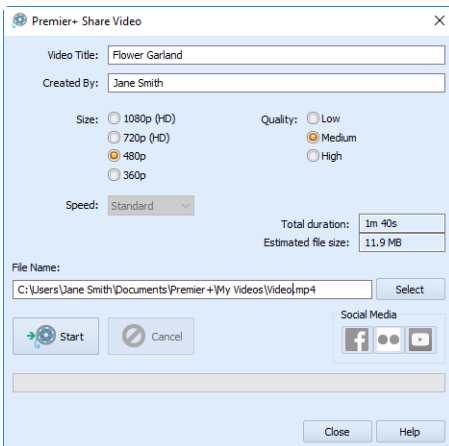 Premier+ Share Video
Video Title: Flower Garland
Created By: Jane Smith
Size: 1080p (HD) Quality: Low
720p (HD) Medium
480p High
360p
Speed: Standard
Total duration: 1m 40s
Estimated file size: 11.9 MB
File Name:
C:\Users\Jane Smith\Documents\Premier+\My Videos\Video.mp4 Select
Social Media
Start Cancel
Close Help